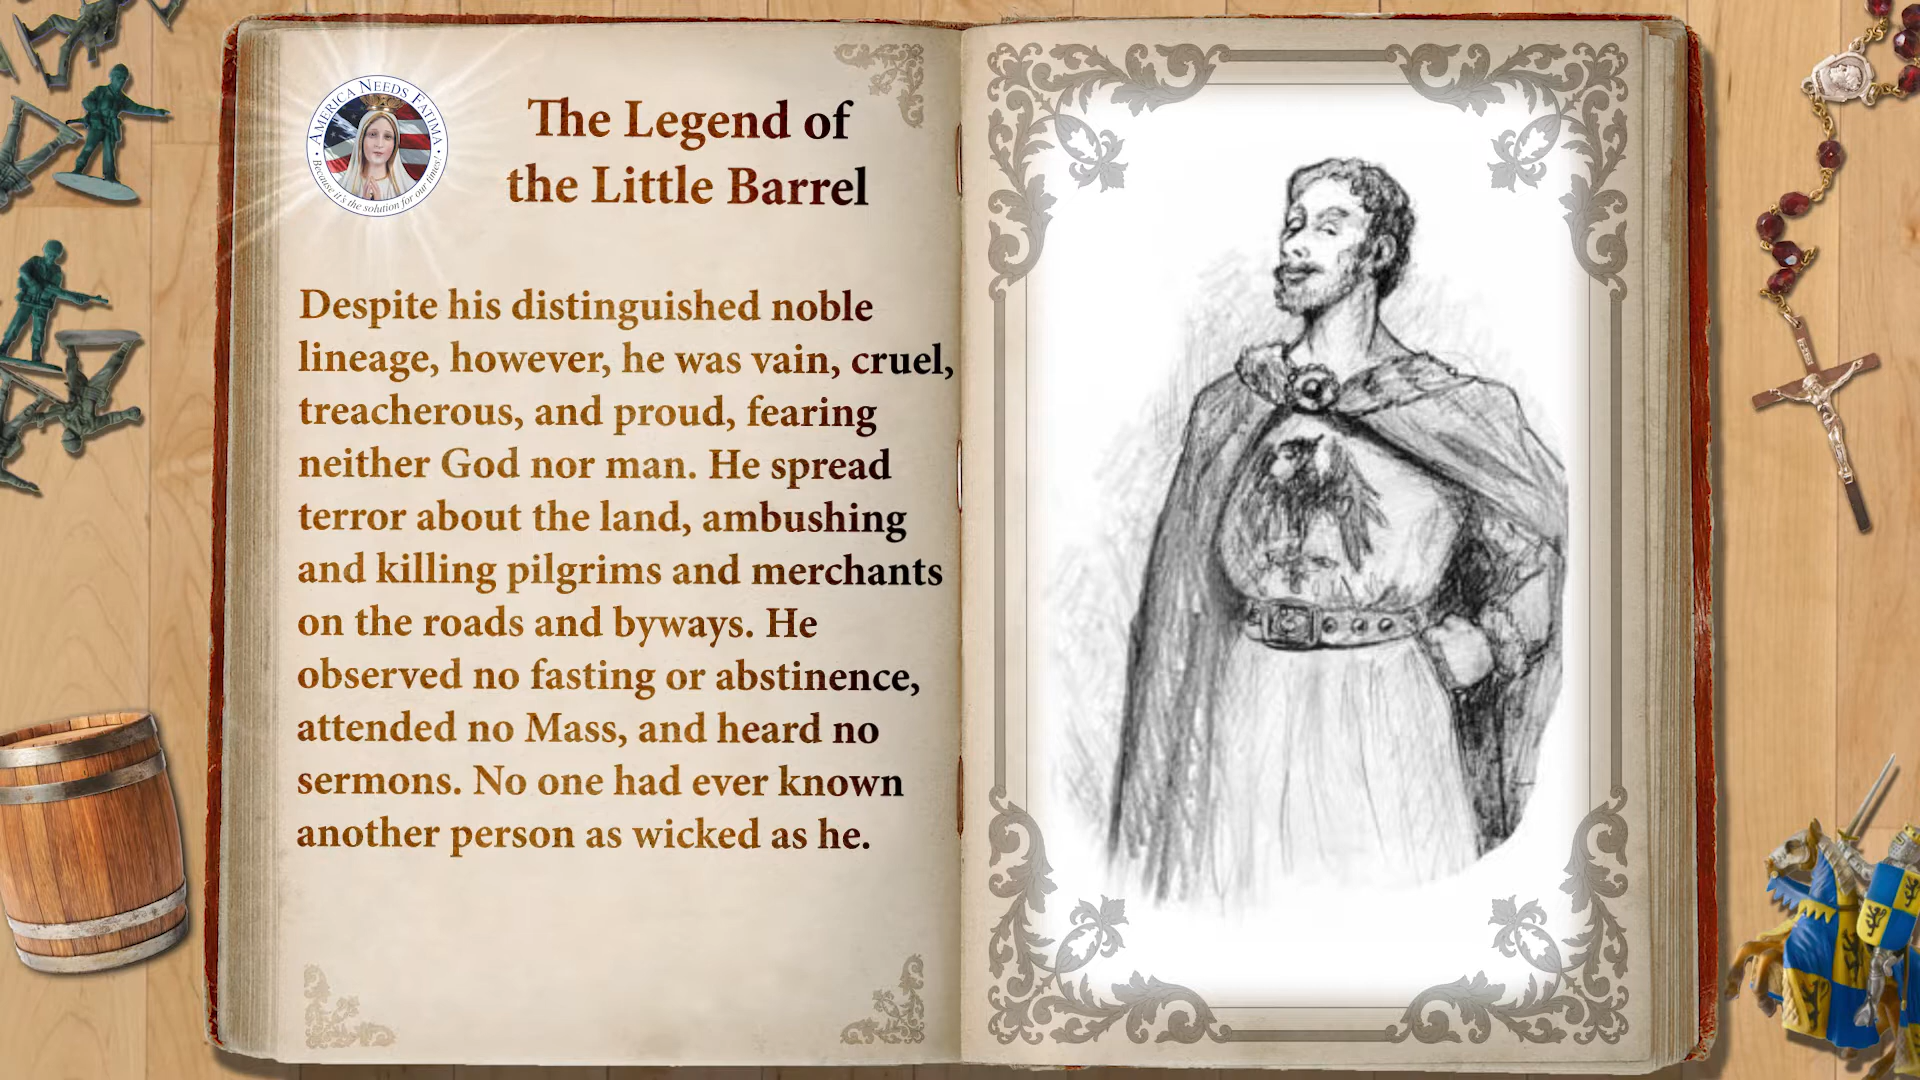 AMERICA NEEDS FATIMA
Because it's the solution for our times!
The Legend of
the Little Barrel
Despite his distinguished noble
lineage, however, he was vain, cruel,
treacherous, and proud, fearing
neither God nor man. He spread
terror about the land, ambushing
and killing pilgrims and merchants
on the roads and byways. He
observed no fasting or abstinence,
attended no Mass, and heard no
sermons. No one had ever known
another person as wicked as he.